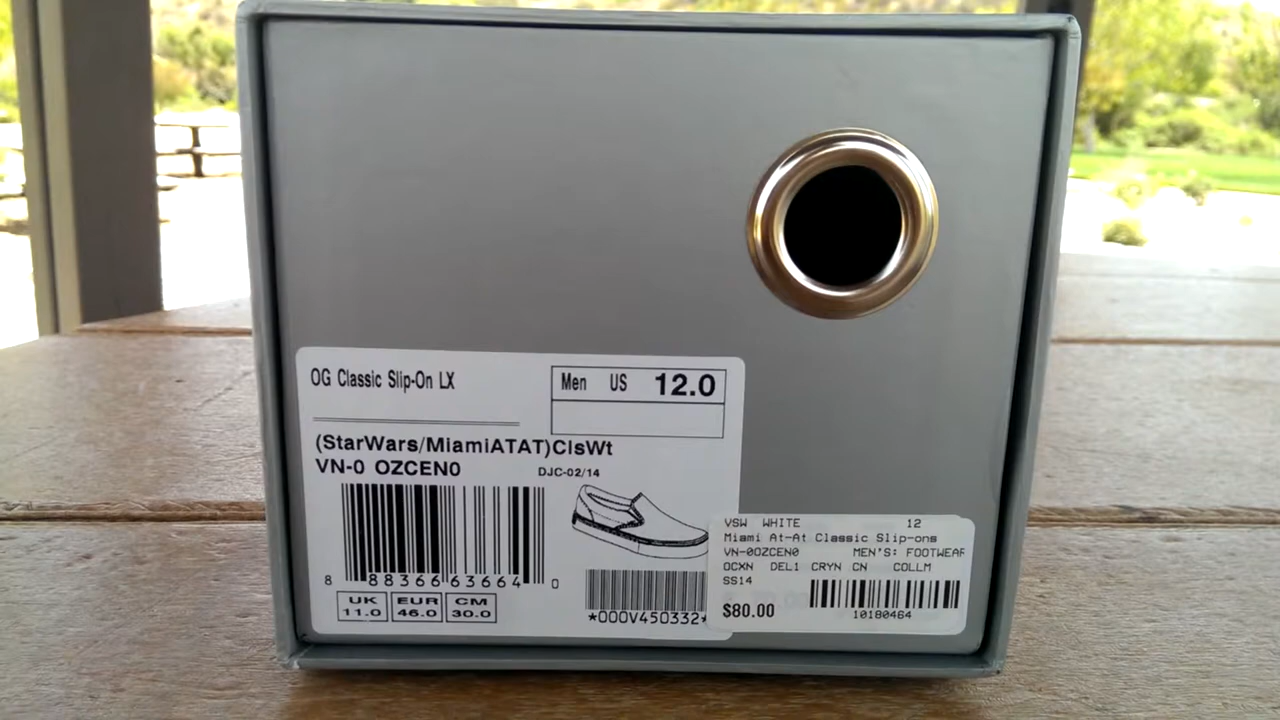 OG Classic Slip-On LX
Men US 12.0
(StarWars/MiamiATAT)ClsWt
VN-0 OZCEN0
DJC-02/14
8 88366 63664 0
UK 11.0
EUR 46.0
CM 30.0
*000V450332*
VSW WHITE 12
Miami At-At Classic Slip-ons
VN-0OZCEN0 MEN'S: FOOTWEAR
OCXN DEL1 CRYN CN COLLM
SS14
$80.00
10180464